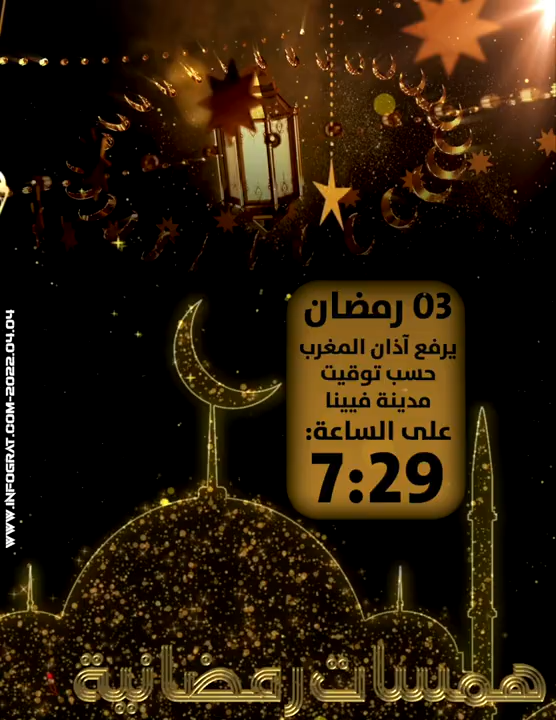 03 رمضان
يرفع آذان المغرب
حسب توقيت
مدينة فيينا
على الساعة:
7:29
WWW.INFOGRAT.COM-2022.04.04
همسات رمضانية